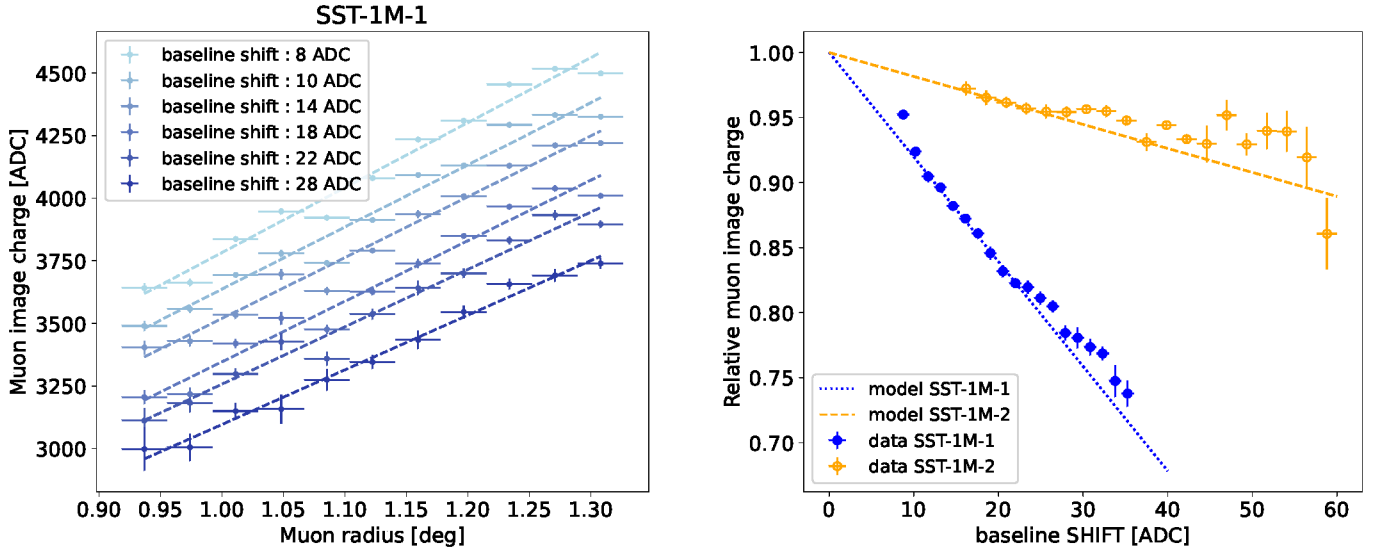 SST-1M-1
Muon image charge [ADC]
4500
4250
4000
3750
3500
3250
3000
baseline shift : 8 ADC
baseline shift : 10 ADC
baseline shift : 14 ADC
baseline shift : 18 ADC
baseline shift : 22 ADC
baseline shift : 28 ADC
0.90 0.95 1.00 1.05 1.10 1.15 1.20 1.25 1.30
Muon radius [deg]
Relative muon image charge
1.00
0.95
0.90
0.85
0.80
0.75
0.70
model SST-1M-1
model SST-1M-2
data SST-1M-1
data SST-1M-2
0 10 20 30 40 50 60
baseline SHIFT [ADC]